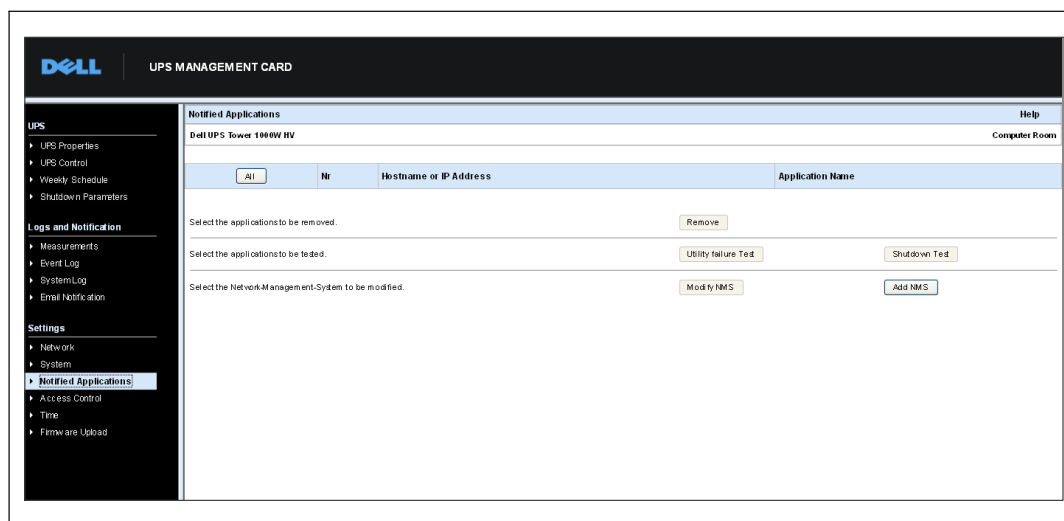 DELL UPS MANAGEMENT CARD
UPS
UPS Properties
UPS Control
Weekly Schedule
Shutdown Parameters
Logs and Notification
Measurements
Event Log
System Log
Email Notification
Settings
Network
System
Notified Applications
Access Control
Time
Firmware Upload
Notified Applications Help
Dell UPS Tower 1000W HV Computer Room
All Nr Hostname or IP Address Application Name
Select the applications to be removed. Remove
Select the applications to be tested. Utility failure Test Shutdown Test
Select the Network-Management-System to be modified. Modify NMS Add NMS